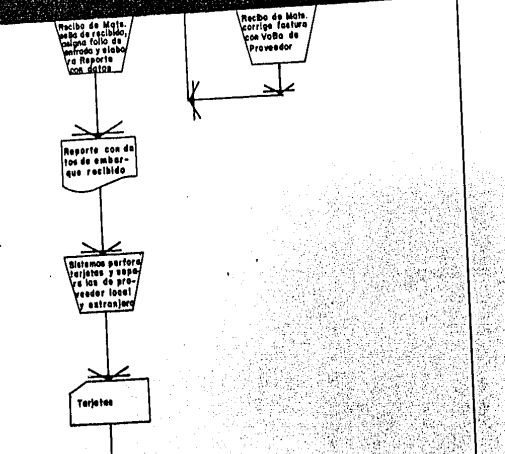 Recibo de Mats.
sella de recibido,
asigna folio de
entrada y elabo
ra Reporte
con datos
Recibo de Mats.
corrige factura
con VoBo de
Proveedor
Reporte con da
tos de embar-
que recibido
Sistemas perfora
tarjetas y sepa-
ra las de pro-
veedor local
y extranjero
Tarjetas